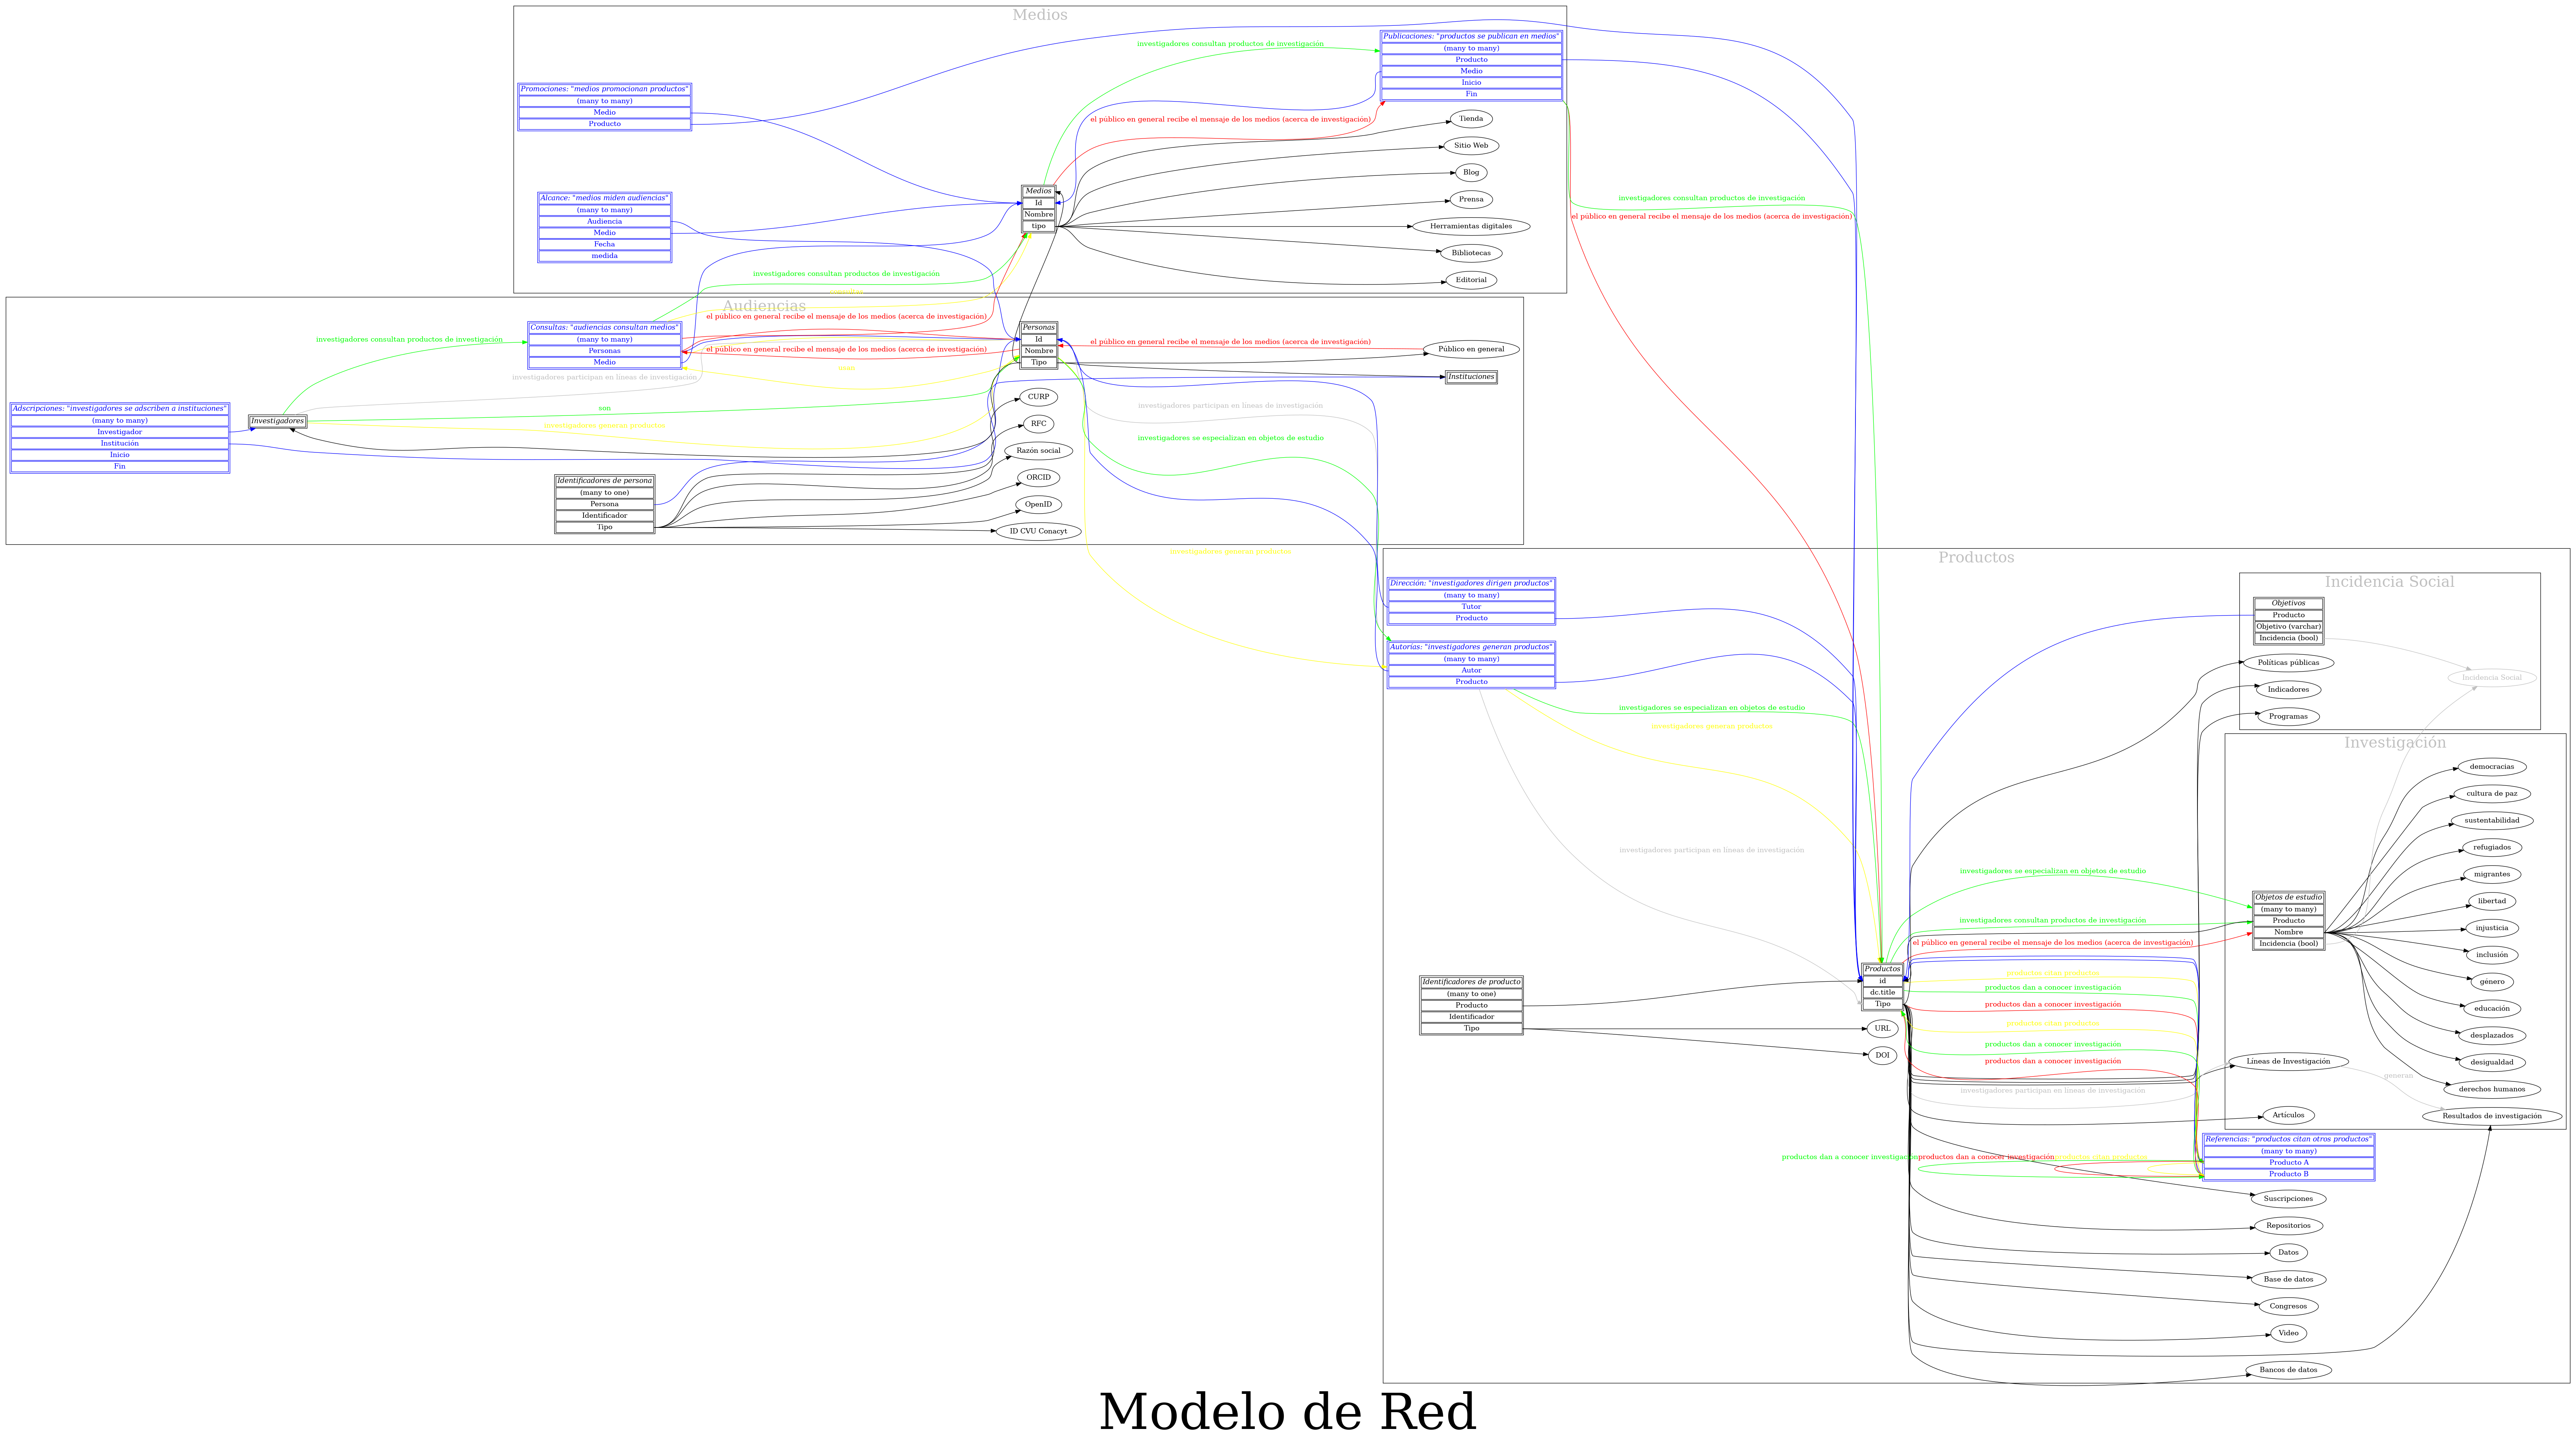 Medios
Publicaciones: "productos se publican en medios"
(many to many)
Producto
Medio
Inicio
Fin
investigadores consultan productos de investigación
Promociones: "medios promocionan productos"
(many to many)
Medio
Producto
el público en general recibe el mensaje de los medios (acerca de investigación)
Tienda
Sitio Web
Blog
Prensa
Herramientas digitales
Bibliotecas
Editorial
Alcance: "medios miden audiencias"
(many to many)
Audiencia
Medio
Fecha
medida
Medios
Id
Nombre
tipo
investigadores consultan productos de investigación
el público en general recibe el mensaje de los medios (acerca de investigación)
investigadores consultan productos de investigación
Audiencias
Consultas: "audiencias consultan medios"
(many to many)
Personas
Medio
el público en general recibe el mensaje de los medios (acerca de investigación)
el público en general recibe el mensaje de los medios (acerca de investigación)
Personas
Id
Nombre
Tipo
el público en general recibe el mensaje de los medios (acerca de investigación)
Público en general
Instituciones
investigadores consultan productos de investigación
investigadores participan en líneas de investigación
usan
Adscripciones: "investigadores se adscriben a instituciones"
(many to many)
Investigador
Institución
Inicio
Fin
Investigadores
son
investigadores generan productos
CURP
RFC
Razón social
ORCID
OpenID
ID CVU Conacyt
investigadores participan en líneas de investigación
investigadores se especializan en objetos de estudio
Identificadores de persona
(many to one)
Persona
Identificador
Tipo
investigadores generan productos
Productos
Dirección: "investigadores dirigen productos"
(many to many)
Tutor
Producto
Autorías: "investigadores generan productos"
(many to many)
Autor
Producto
investigadores se especializan en objetos de estudio
investigadores generan productos
investigadores participan en líneas de investigación
Incidencia Social
Objetivos
Producto
Objetivo (varchar)
Incidencia (bool)
Políticas públicas
Indicadores
Programas
Incidencia Social
Investigación
democracias
cultura de paz
sustentabilidad
refugiados
migrantes
libertad
injusticia
inclusión
género
educación
desplazados
desigualdad
derechos humanos
Resultados de investigación
Objetos de estudio
(many to many)
Producto
Nombre
Incidencia (bool)
Líneas de Investigación
generan
Artículos
investigadores se especializan en objetos de estudio
investigadores consultan productos de investigación
el público en general recibe el mensaje de los medios (acerca de investigación)
productos citan productos
productos dan a conocer investigación
productos dan a conocer investigación
productos citan productos
productos dan a conocer investigación
productos dan a conocer investigación
investigadores participan en líneas de investigación
Identificadores de producto
(many to one)
Producto
Identificador
Tipo
Productos
id
dc.title
Tipo
URL
DOI
Referencias: "productos citan otros productos"
(many to many)
Producto A
Producto B
productos dan a conocer investigación
productos dan a conocer investigación
productos citan productos
Suscripciones
Repositorios
Datos
Base de datos
Congresos
Video
Bancos de datos
Modelo de Red